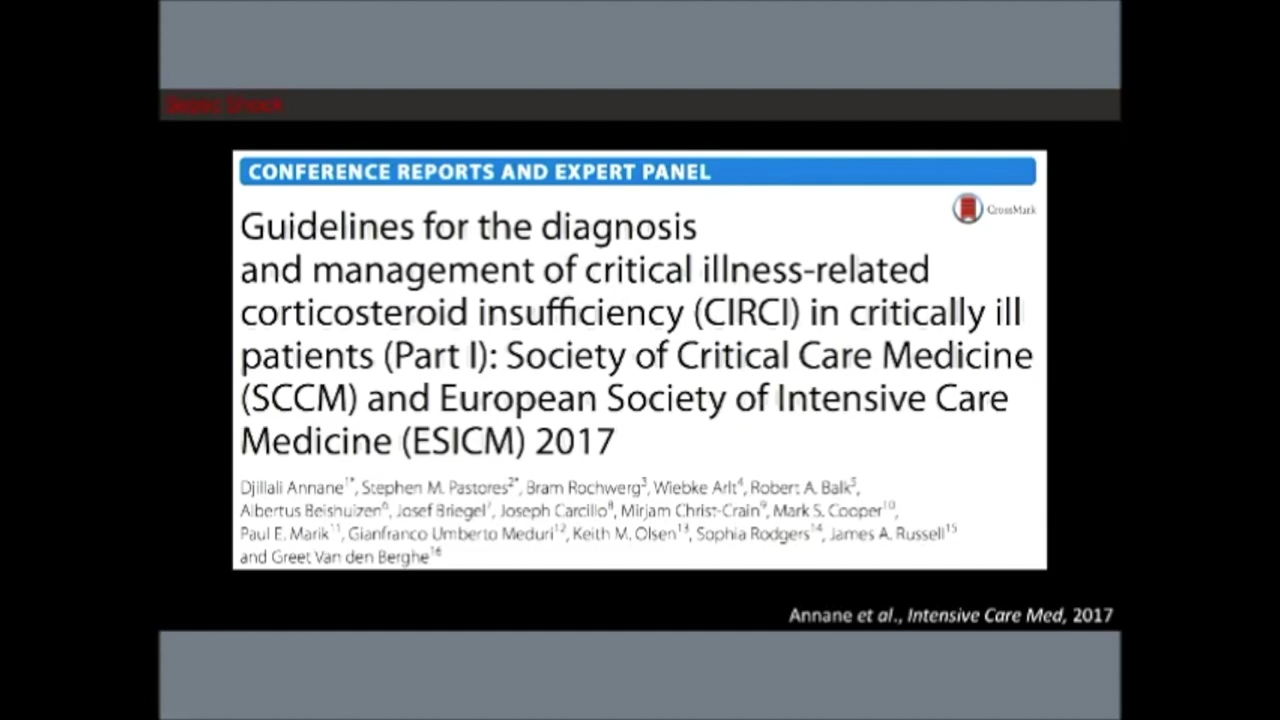 Septic Shock
CONFERENCE REPORTS AND EXPERT PANEL
CrossMark
Guidelines for the diagnosis
and management of critical illness-related
corticosteroid insufficiency (CIRCI) in critically ill
patients (Part I): Society of Critical Care Medicine
(SCCM) and European Society of Intensive Care
Medicine (ESICM) 2017
Djillali Annane1*, Stephen M. Pastores2*, Bram Rochwerg3, Wiebke Arlt4, Robert A. Balk5,
Albertus Beishuizen6, Josef Briegel7, Joseph Carcillo8, Mirjam Christ-Crain9, Mark S. Cooper10,
Paul E. Marik11, Gianfranco Umberto Meduri12, Keith M. Olsen13, Sophia Rodgers14, James A. Russell15
and Greet Van den Berghe16
Annane et al., Intensive Care Med, 2017